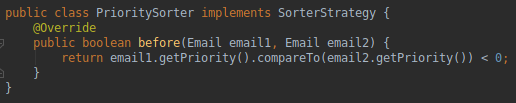 public class PrioritySorter implements SorterStrategy {
    @Override
    public boolean before(Email email1, Email email2) {
        return email1.getPriority().compareTo(email2.getPriority()) < 0;
    }
}